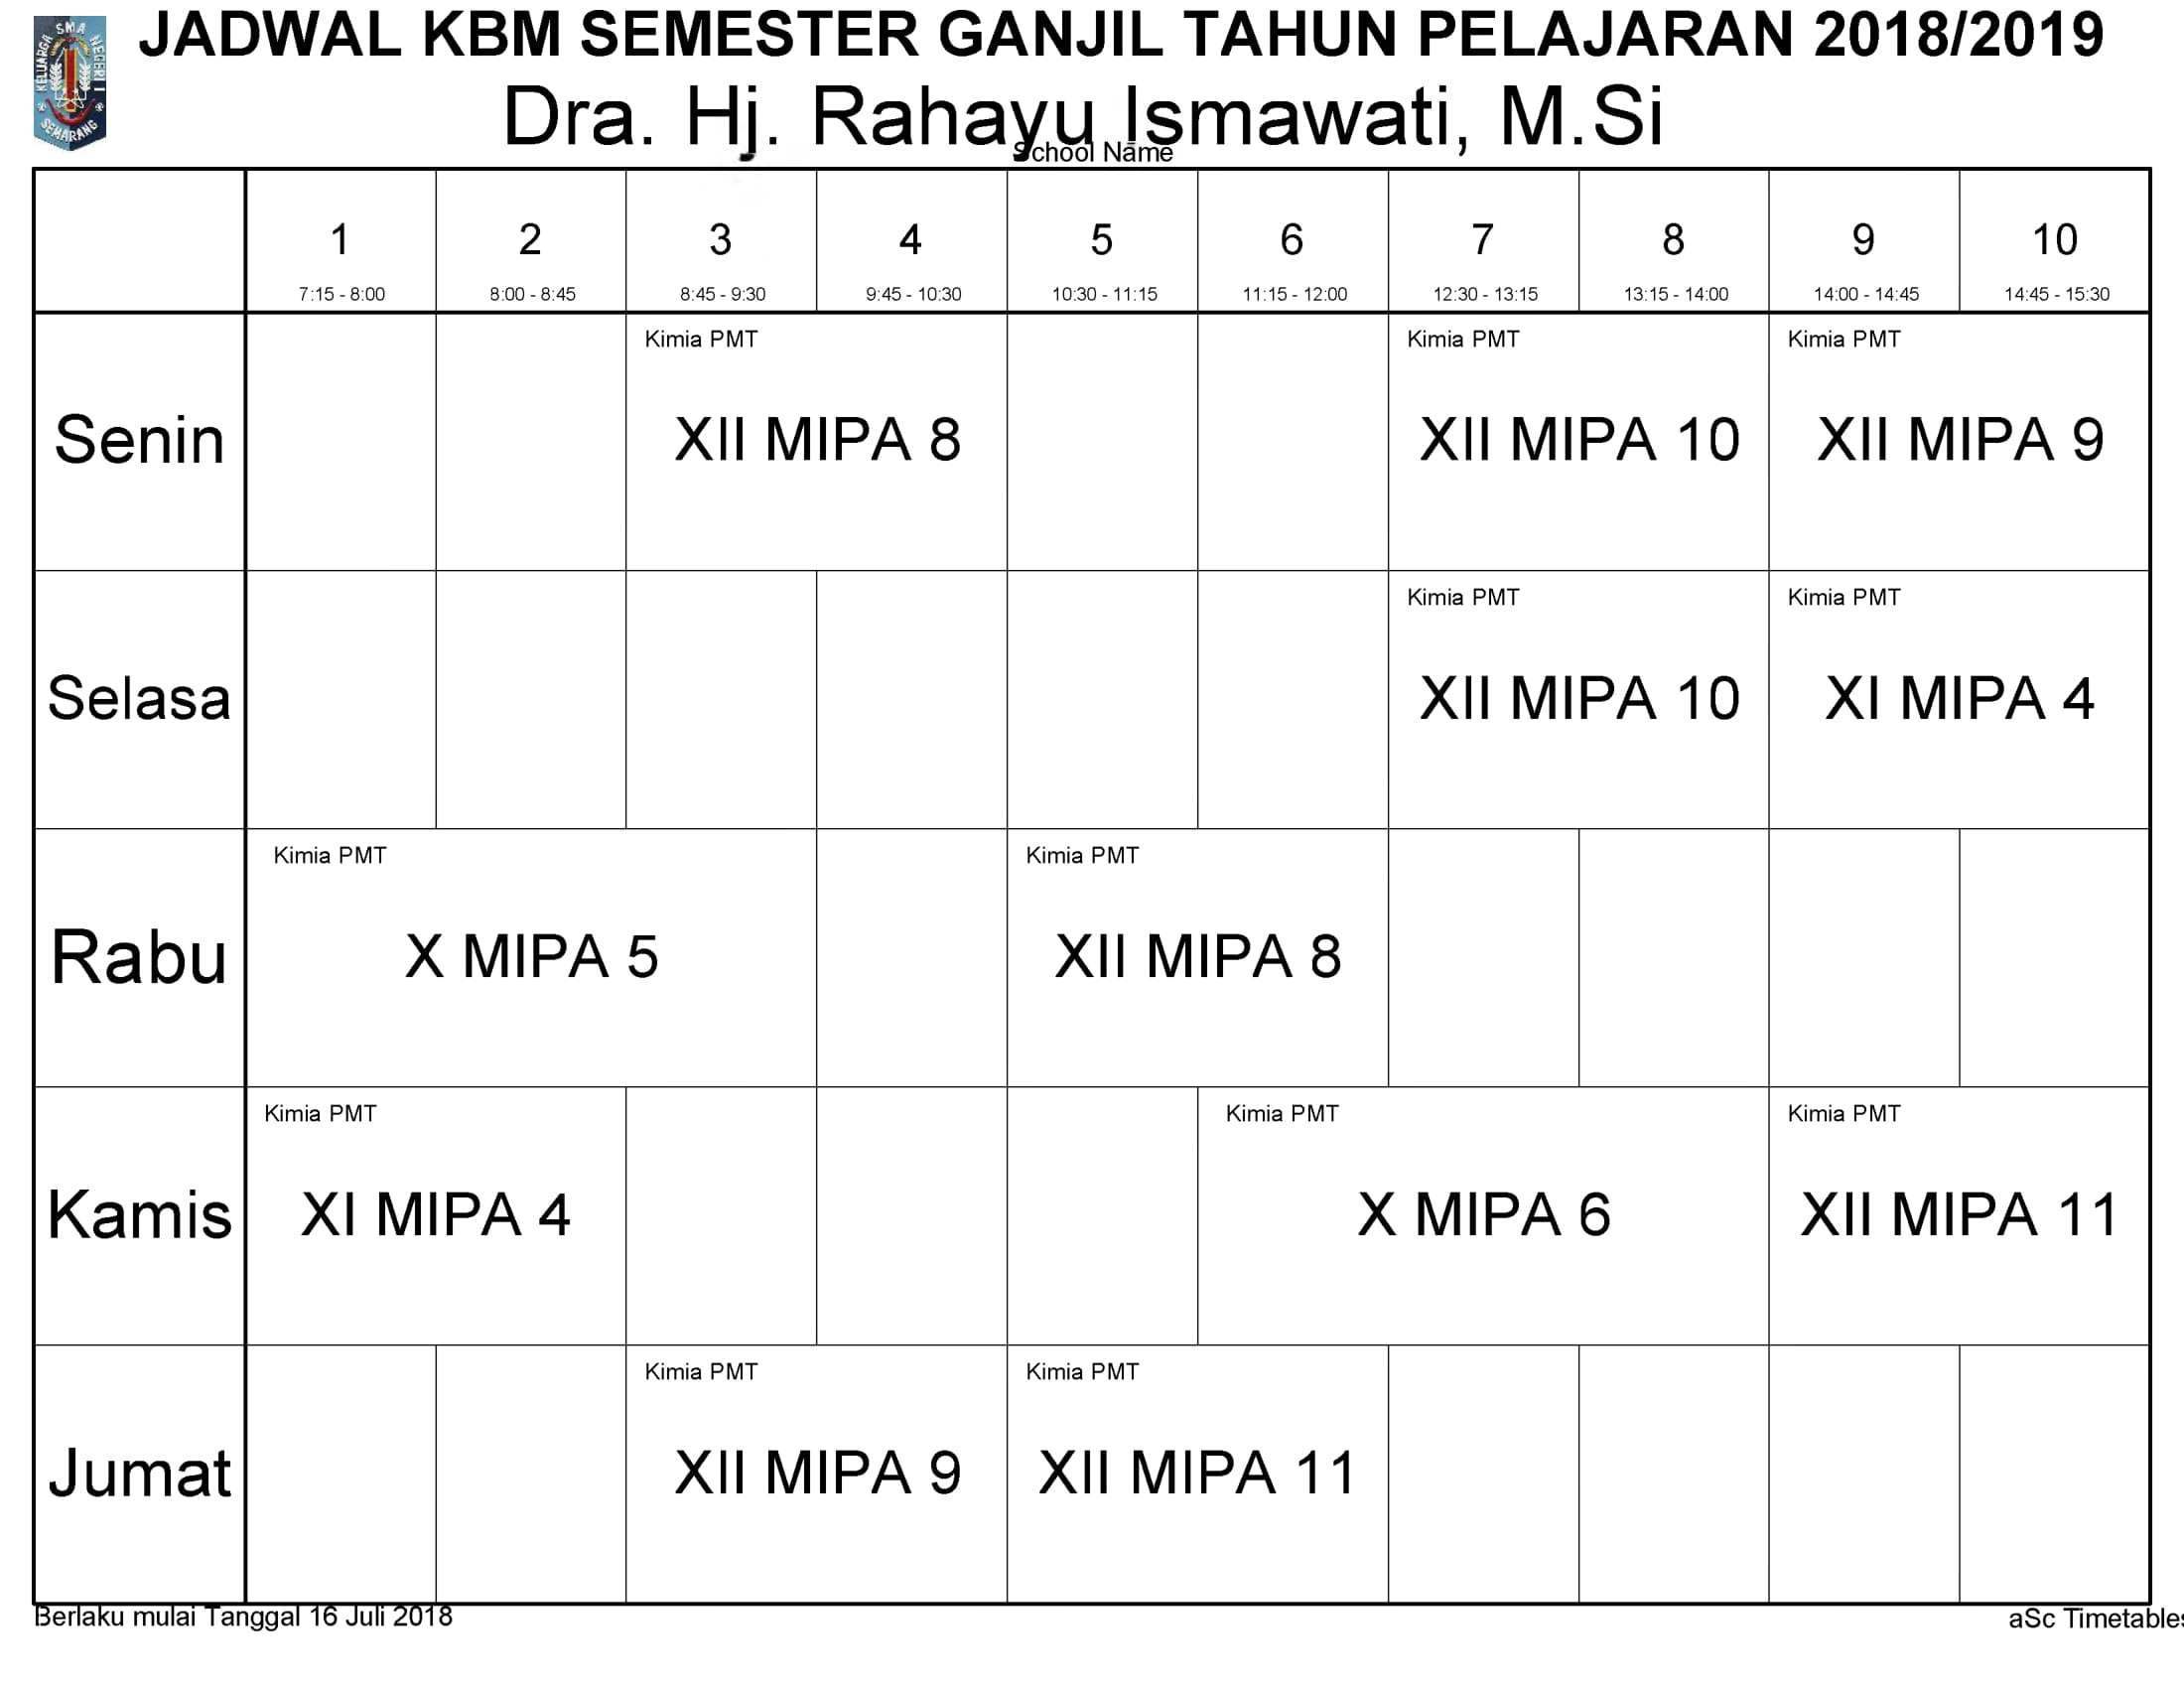 KELUARGA SMA NEGERI 1
SEMARANG
JADWAL KBM SEMESTER GANJIL TAHUN PELAJARAN 2018/2019
Dra. Hj. Rahayu Ismawati, M.Si
School Name
1 2 3 4 5 6 7 8 9 10
7:15 - 8:00 8:00 - 8:45 8:45 - 9:30 9:45 - 10:30 10:30 - 11:15 11:15 - 12:00 12:30 - 13:15 13:15 - 14:00 14:00 - 14:45 14:45 - 15:30
Kimia PMT Kimia PMT Kimia PMT
Senin XII MIPA 8 XII MIPA 10 XII MIPA 9
Kimia PMT Kimia PMT
Selasa XII MIPA 10 XI MIPA 4
Kimia PMT Kimia PMT
Rabu X MIPA 5 XII MIPA 8
Kimia PMT Kimia PMT Kimia PMT
Kamis XI MIPA 4 X MIPA 6 XII MIPA 11
Kimia PMT Kimia PMT
Jumat XII MIPA 9 XII MIPA 11
Berlaku mulai Tanggal 16 Juli 2018 aSc Timetables